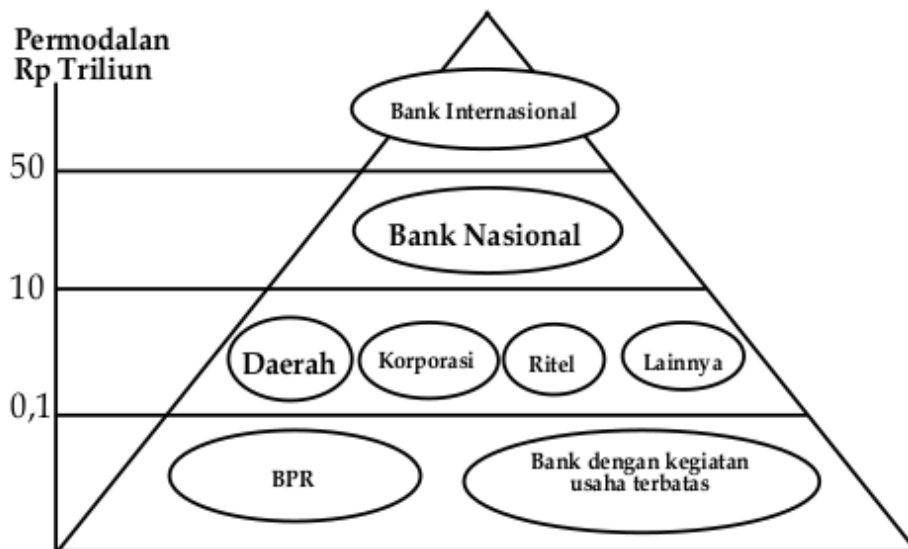 Permodalan
Rp Triliun
Bank Internasional
50
Bank Nasional
10
Daerah
Korporasi
Ritel
Lainnya
0,1
BPR
Bank dengan kegiatan
usaha terbatas